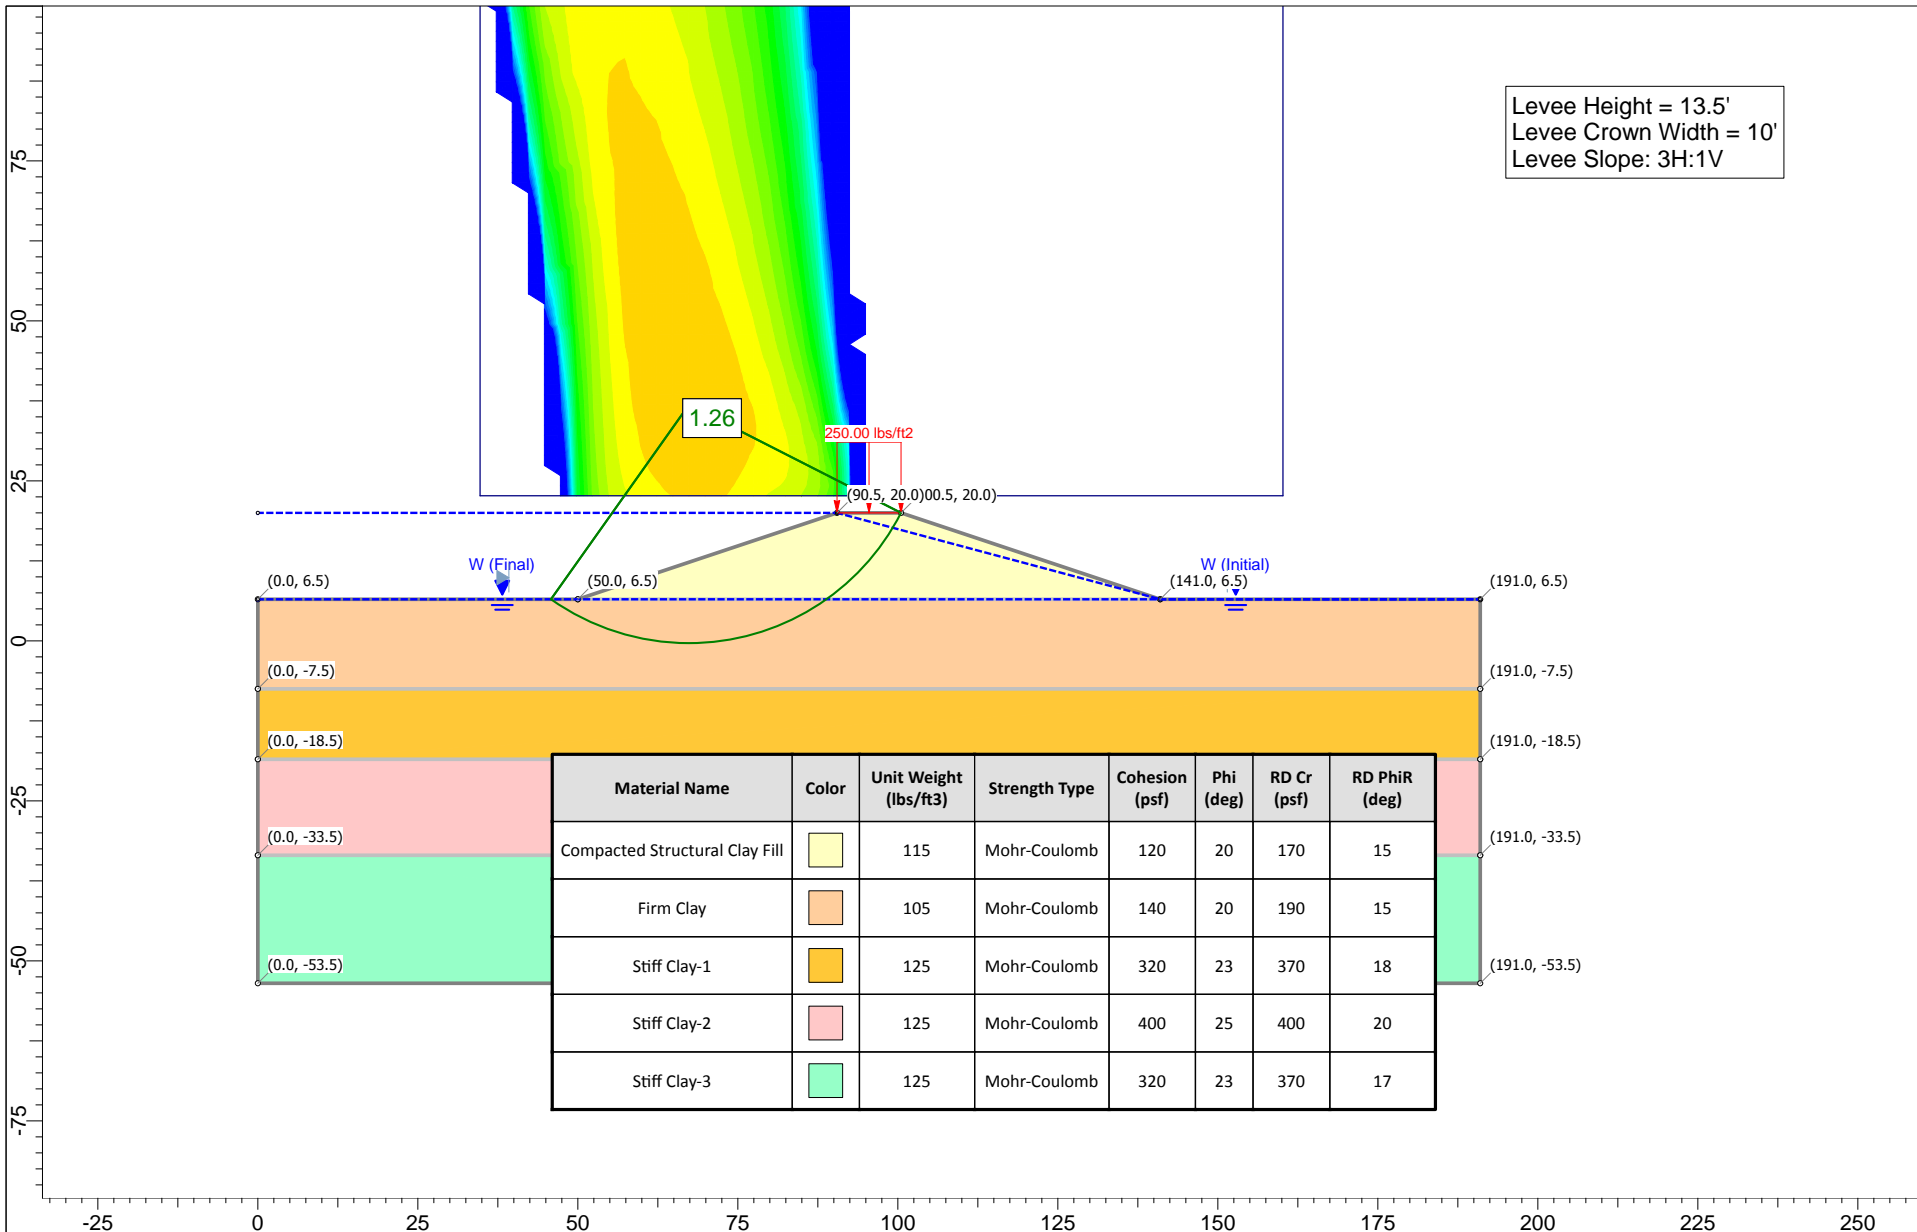 Levee Height = 13.5'
Levee Crown Width = 10'
Levee Slope: 3H:1V
75
50
25
0
-25
-50
-75
1.26
250.00 lbs/ft2
(90.5, 20.0)
00.5, 20.0)
W (Final)
W (Initial)
(0.0, 6.5)
(50.0, 6.5)
(141.0, 6.5)
(191.0, 6.5)
(0.0, -7.5)
(191.0, -7.5)
(0.0, -18.5)
(191.0, -18.5)
(0.0, -33.5)
(191.0, -33.5)
(0.0, -53.5)
(191.0, -53.5)
Material Name Color Unit Weight (lbs/ft3) Strength Type Cohesion (psf) Phi (deg) RD Cr (psf) RD PhiR (deg)
Compacted Structural Clay Fill 115 Mohr-Coulomb 120 20 170 15
Firm Clay 105 Mohr-Coulomb 140 20 190 15
Stiff Clay-1 125 Mohr-Coulomb 320 23 370 18
Stiff Clay-2 125 Mohr-Coulomb 400 25 400 20
Stiff Clay-3 125 Mohr-Coulomb 320 23 370 17
-25 0 25 50 75 100 125 150 175 200 225 250